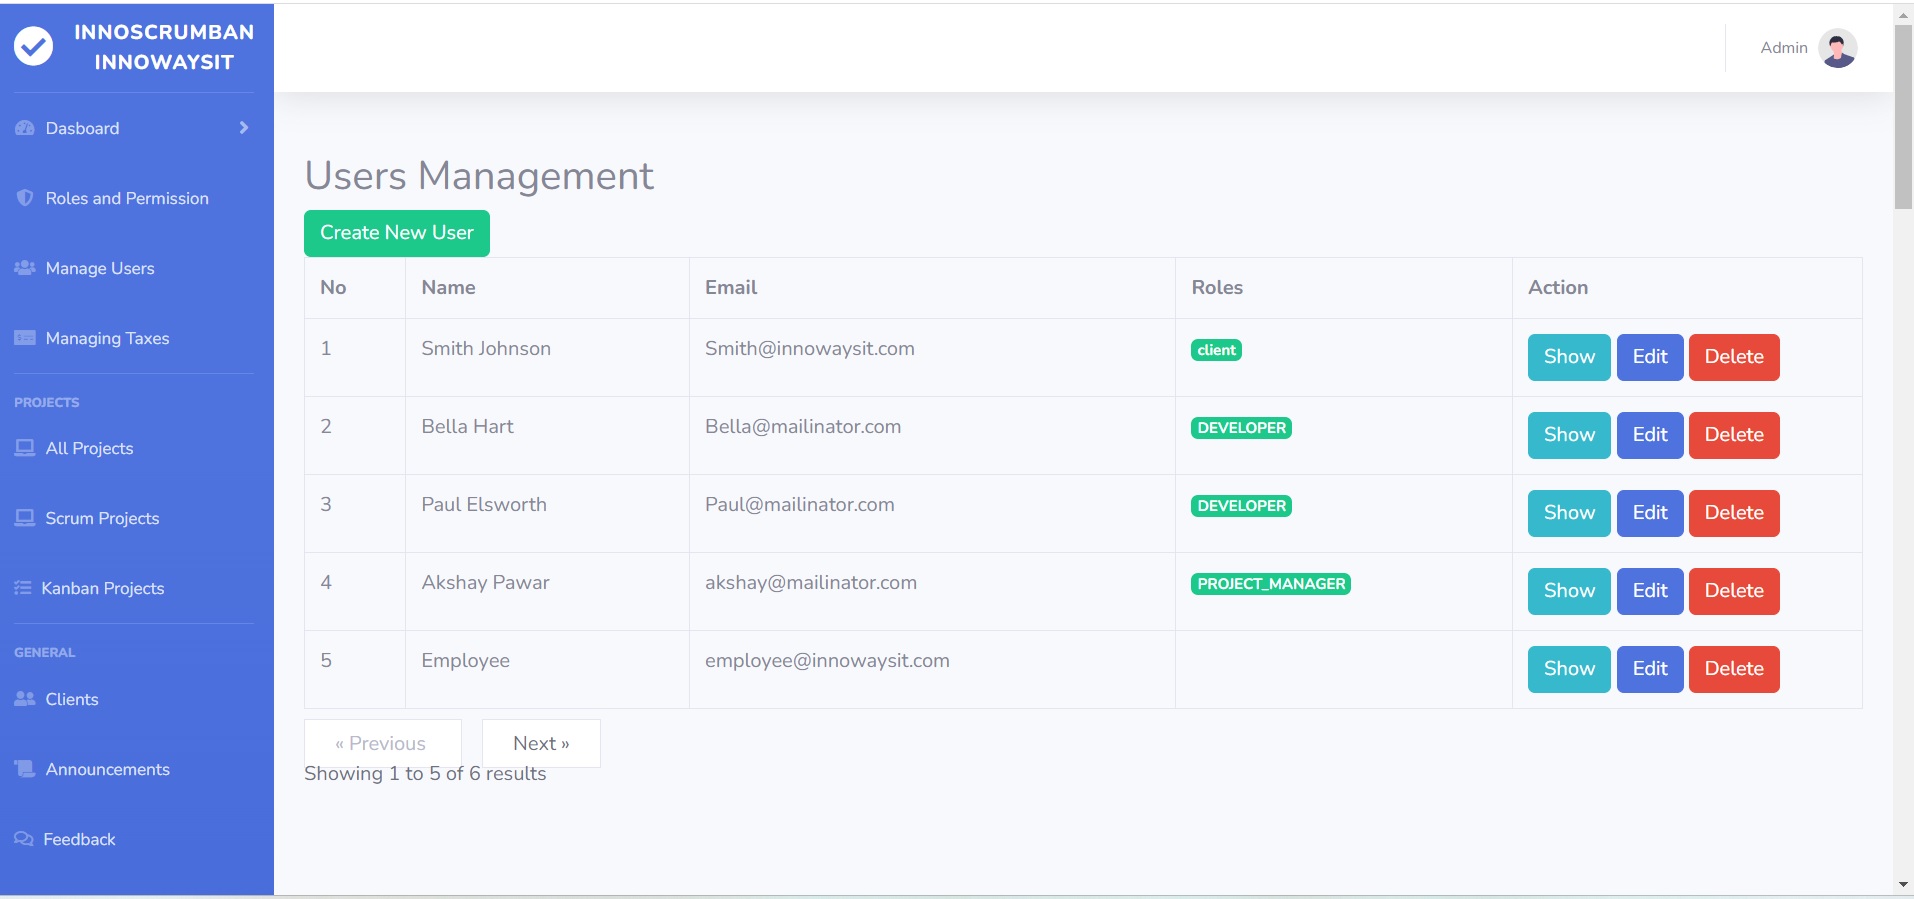 INNOSCRUMBAN
INNOWAYSIT
Dasboard
Roles and Permission
Manage Users
Managing Taxes
PROJECTS
All Projects
Scrum Projects
Kanban Projects
GENERAL
Clients
Announcements
Feedback
Admin
Users Management
Create New User
No Name Email Roles Action
1 Smith Johnson Smith@innowaysit.com client Show Edit Delete
2 Bella Hart Bella@mailinator.com DEVELOPER Show Edit Delete
3 Paul Elsworth Paul@mailinator.com DEVELOPER Show Edit Delete
4 Akshay Pawar akshay@mailinator.com PROJECT_MANAGER Show Edit Delete
5 Employee employee@innowaysit.com Show Edit Delete
« Previous Next »
Showing 1 to 5 of 6 results